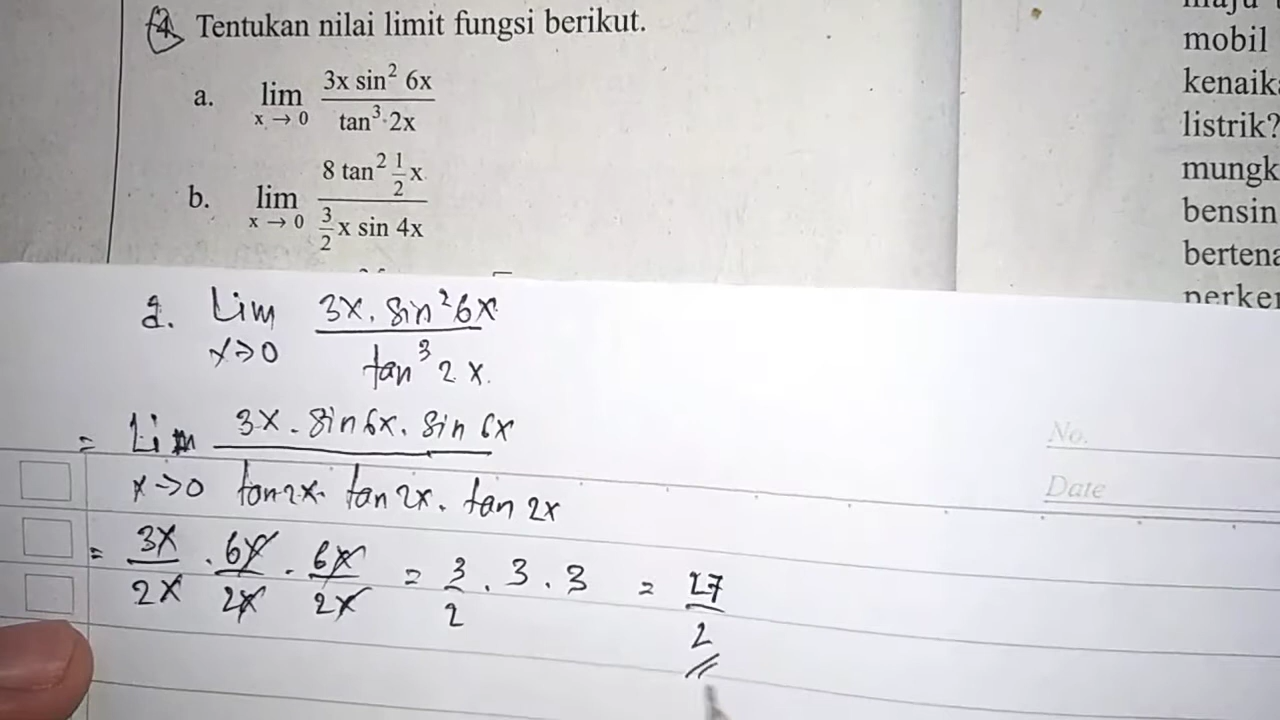 4. Tentukan nilai limit fungsi berikut.
a. lim x → 0 3x sin² 6x / tan³ 2x
b. lim x → 0 8 tan² 1/2 x / 3/2 x sin 4x
mobil
kenaik
listrik?
mungk
bensin
bertena
perker
a. Lim x→0 3x . sin² 6x / tan³ 2x.
= Lim x→0 3x . sin 6x . sin 6x / tan 2x . tan 2x . tan 2x
= 3x/2x . 6x/2x . 6x/2x = 3/2 . 3 . 3 = 27/2
No.
Date